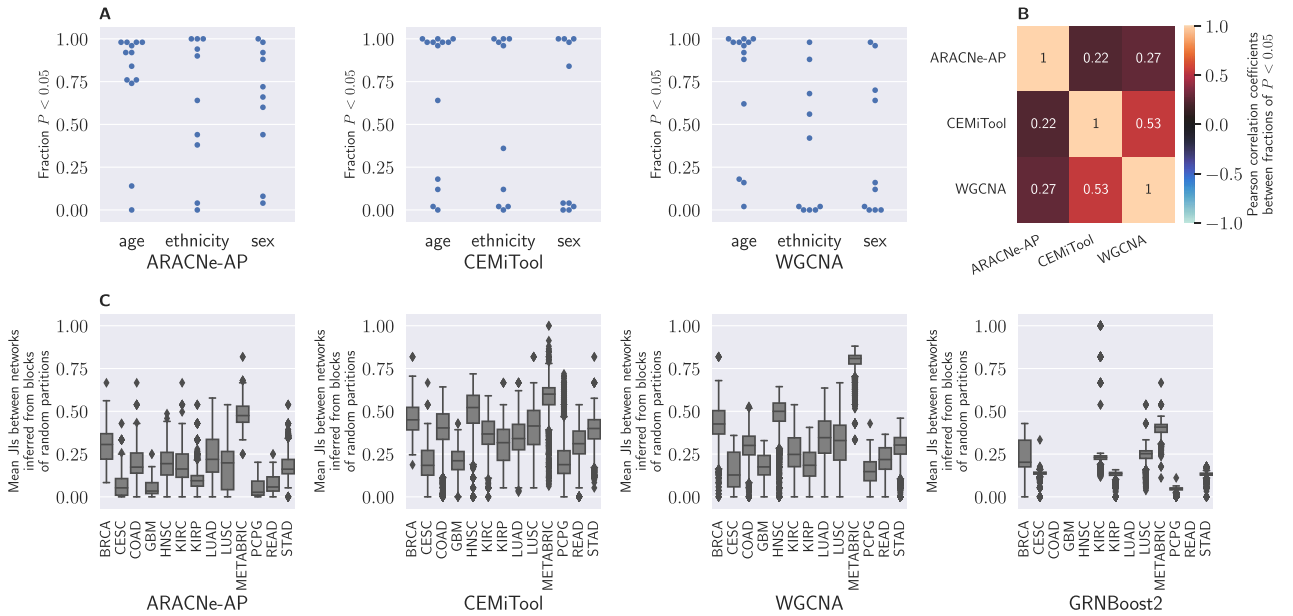 A
Fraction P < 0.05
1.00
0.75
0.50
0.25
0.00
age ethnicity sex
ARACNe-AP
Fraction P < 0.05
1.00
0.75
0.50
0.25
0.00
age ethnicity sex
CEMiTool
Fraction P < 0.05
1.00
0.75
0.50
0.25
0.00
age ethnicity sex
WGCNA
B
ARACNe-AP 1 0.22 0.27
CEMiTool 0.22 1 0.53
WGCNA 0.27 0.53 1
ARACNe-AP CEMiTool WGCNA
1.0
0.5
0.0
−0.5
−1.0
Pearson correlation coefficients
between fractions of P < 0.05
C
Mean JIs between networks
inferred from blocks
of random partitions
1.00
0.75
0.50
0.25
0.00
BRCA CESC COAD GBM HNSC KIRC KIRP LUAD LUSC METABRIC PCPG READ STAD
ARACNe-AP
Mean JIs between networks
inferred from blocks
of random partitions
1.00
0.75
0.50
0.25
0.00
BRCA CESC COAD GBM HNSC KIRC KIRP LUAD LUSC METABRIC PCPG READ STAD
CEMiTool
Mean JIs between networks
inferred from blocks
of random partitions
1.00
0.75
0.50
0.25
0.00
BRCA CESC COAD GBM HNSC KIRC KIRP LUAD LUSC METABRIC PCPG READ STAD
WGCNA
Mean JIs between networks
inferred from blocks
of random partitions
1.00
0.75
0.50
0.25
0.00
BRCA CESC COAD GBM HNSC KIRC KIRP LUAD LUSC METABRIC PCPG READ STAD
GRNBoost2